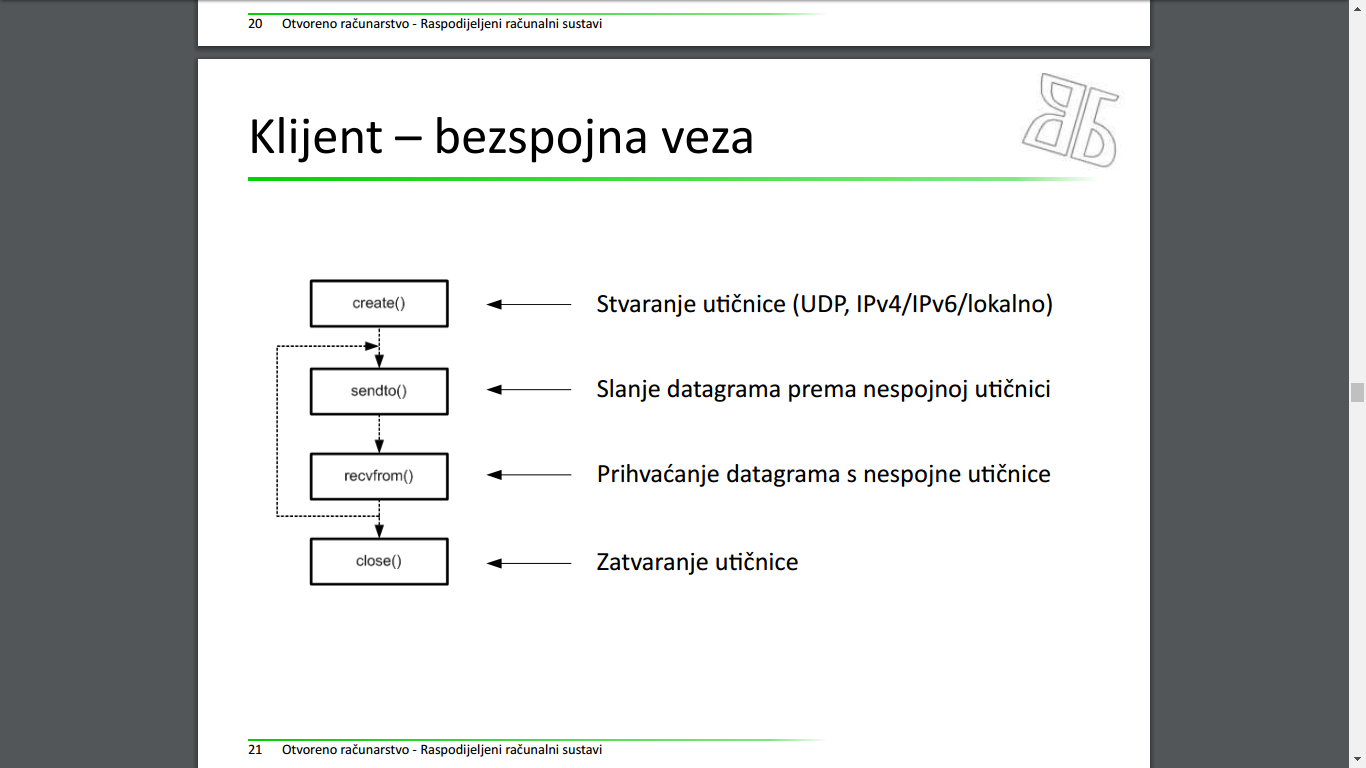 20 Otvoreno računarstvo - Raspodijeljeni računalni sustavi
Klijent – bezspojna veza
create()
Stvaranje utičnice (UDP, IPv4/IPv6/lokalno)
sendto()
Slanje datagrama prema nespojnoj utičnici
recvfrom()
Prihvaćanje datagrama s nespojne utičnice
close()
Zatvaranje utičnice
21 Otvoreno računarstvo - Raspodijeljeni računalni sustavi